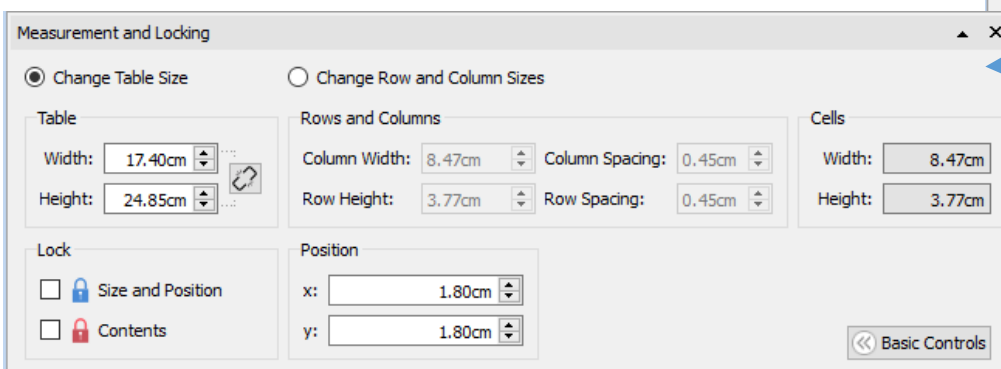 Measurement and Locking
Change Table Size Change Row and Column Sizes
Table Rows and Columns Cells
Width: 17.40cm Column Width: 8.47cm Column Spacing: 0.45cm Width: 8.47cm
Height: 24.85cm Row Height: 3.77cm Row Spacing: 0.45cm Height: 3.77cm
Lock Position
Size and Position x: 1.80cm
Contents y: 1.80cm
Basic Controls